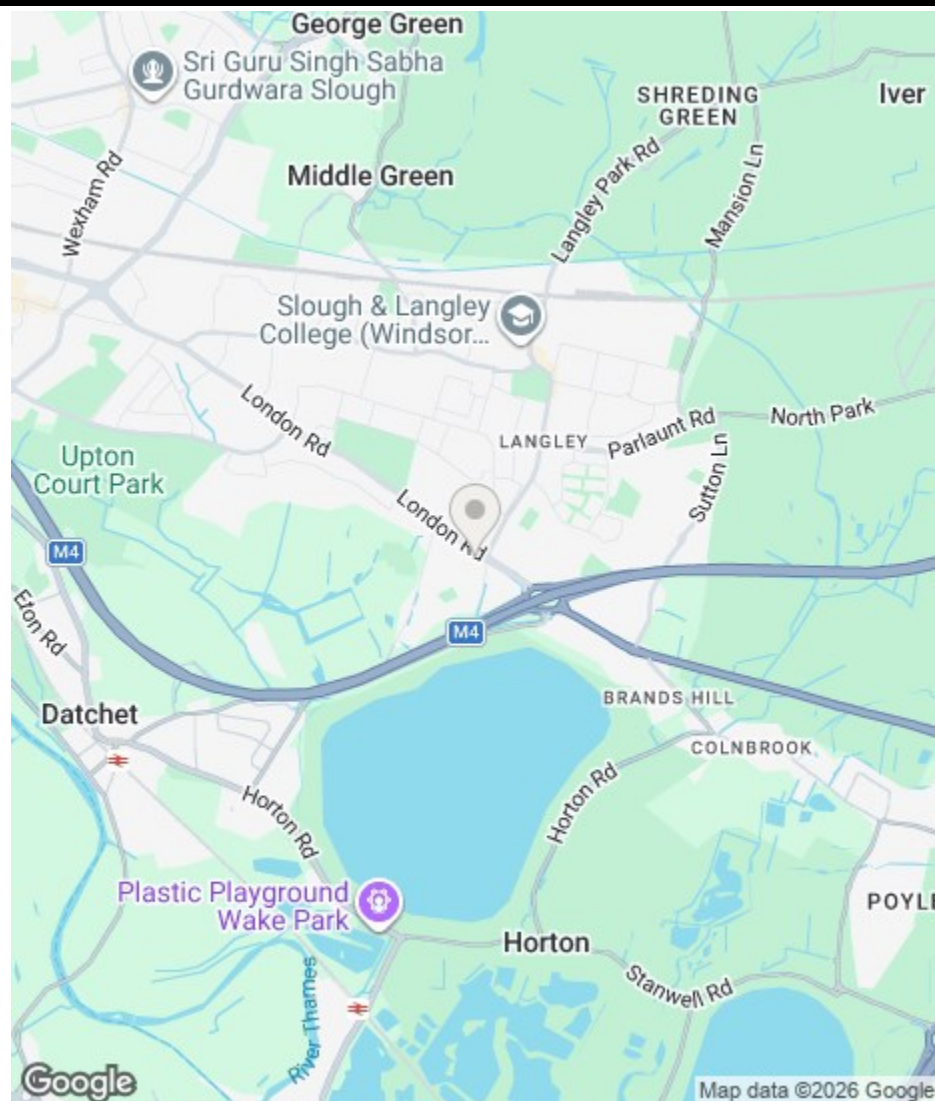 George Green
Sri Guru Singh Sabha
Gurdwara Slough
SHREDING
GREEN
Iver
Wexham Rd
Middle Green
Langley Park Rd
Mansion Ln
Slough & Langley
College (Windsor...
London Rd
LANGLEY
Parlaunt Rd
North Park
Upton
Court Park
London Rd
Sutton Ln
M4
Eton Rd
M4
BRANDS HILL
Datchet
COLNBROOK
Horton Rd
Horton Rd
Plastic Playground
Wake Park
POYLE
Horton
Stanwell Rd
River Thames
Google
Map data ©2026 Google